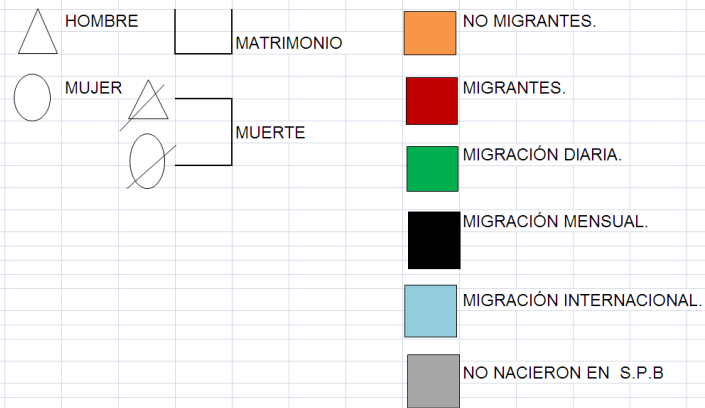 HOMBRE
MATRIMONIO
MUJER
MUERTE
NO MIGRANTES.
MIGRANTES.
MIGRACIÓN DIARIA.
MIGRACIÓN MENSUAL.
MIGRACIÓN INTERNACIONAL.
NO NACIERON EN S.P.B